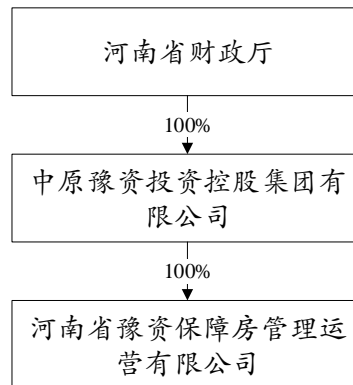 河南省财政厅
100%
中原豫资投资控股集团有
限公司
100%
河南省豫资保障房管理运
营有限公司